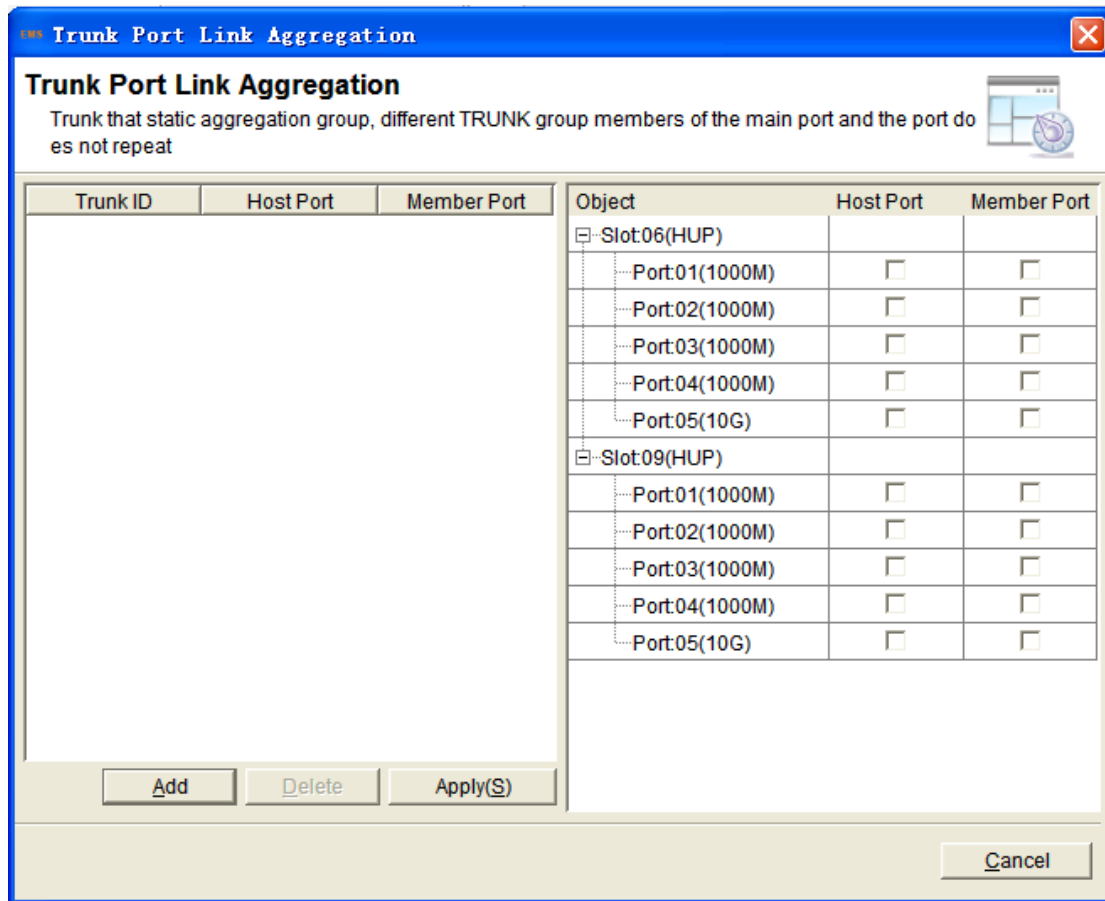 EMS Trunk Port Link Aggregation
Trunk Port Link Aggregation
Trunk that static aggregation group, different TRUNK group members of the main port and the port do
es not repeat
Trunk ID Host Port Member Port
Object Host Port Member Port
Slot:06(HUP)
Port:01(1000M)
Port:02(1000M)
Port:03(1000M)
Port:04(1000M)
Port:05(10G)
Slot:09(HUP)
Port:01(1000M)
Port:02(1000M)
Port:03(1000M)
Port:04(1000M)
Port:05(10G)
Add Delete Apply(S)
Cancel